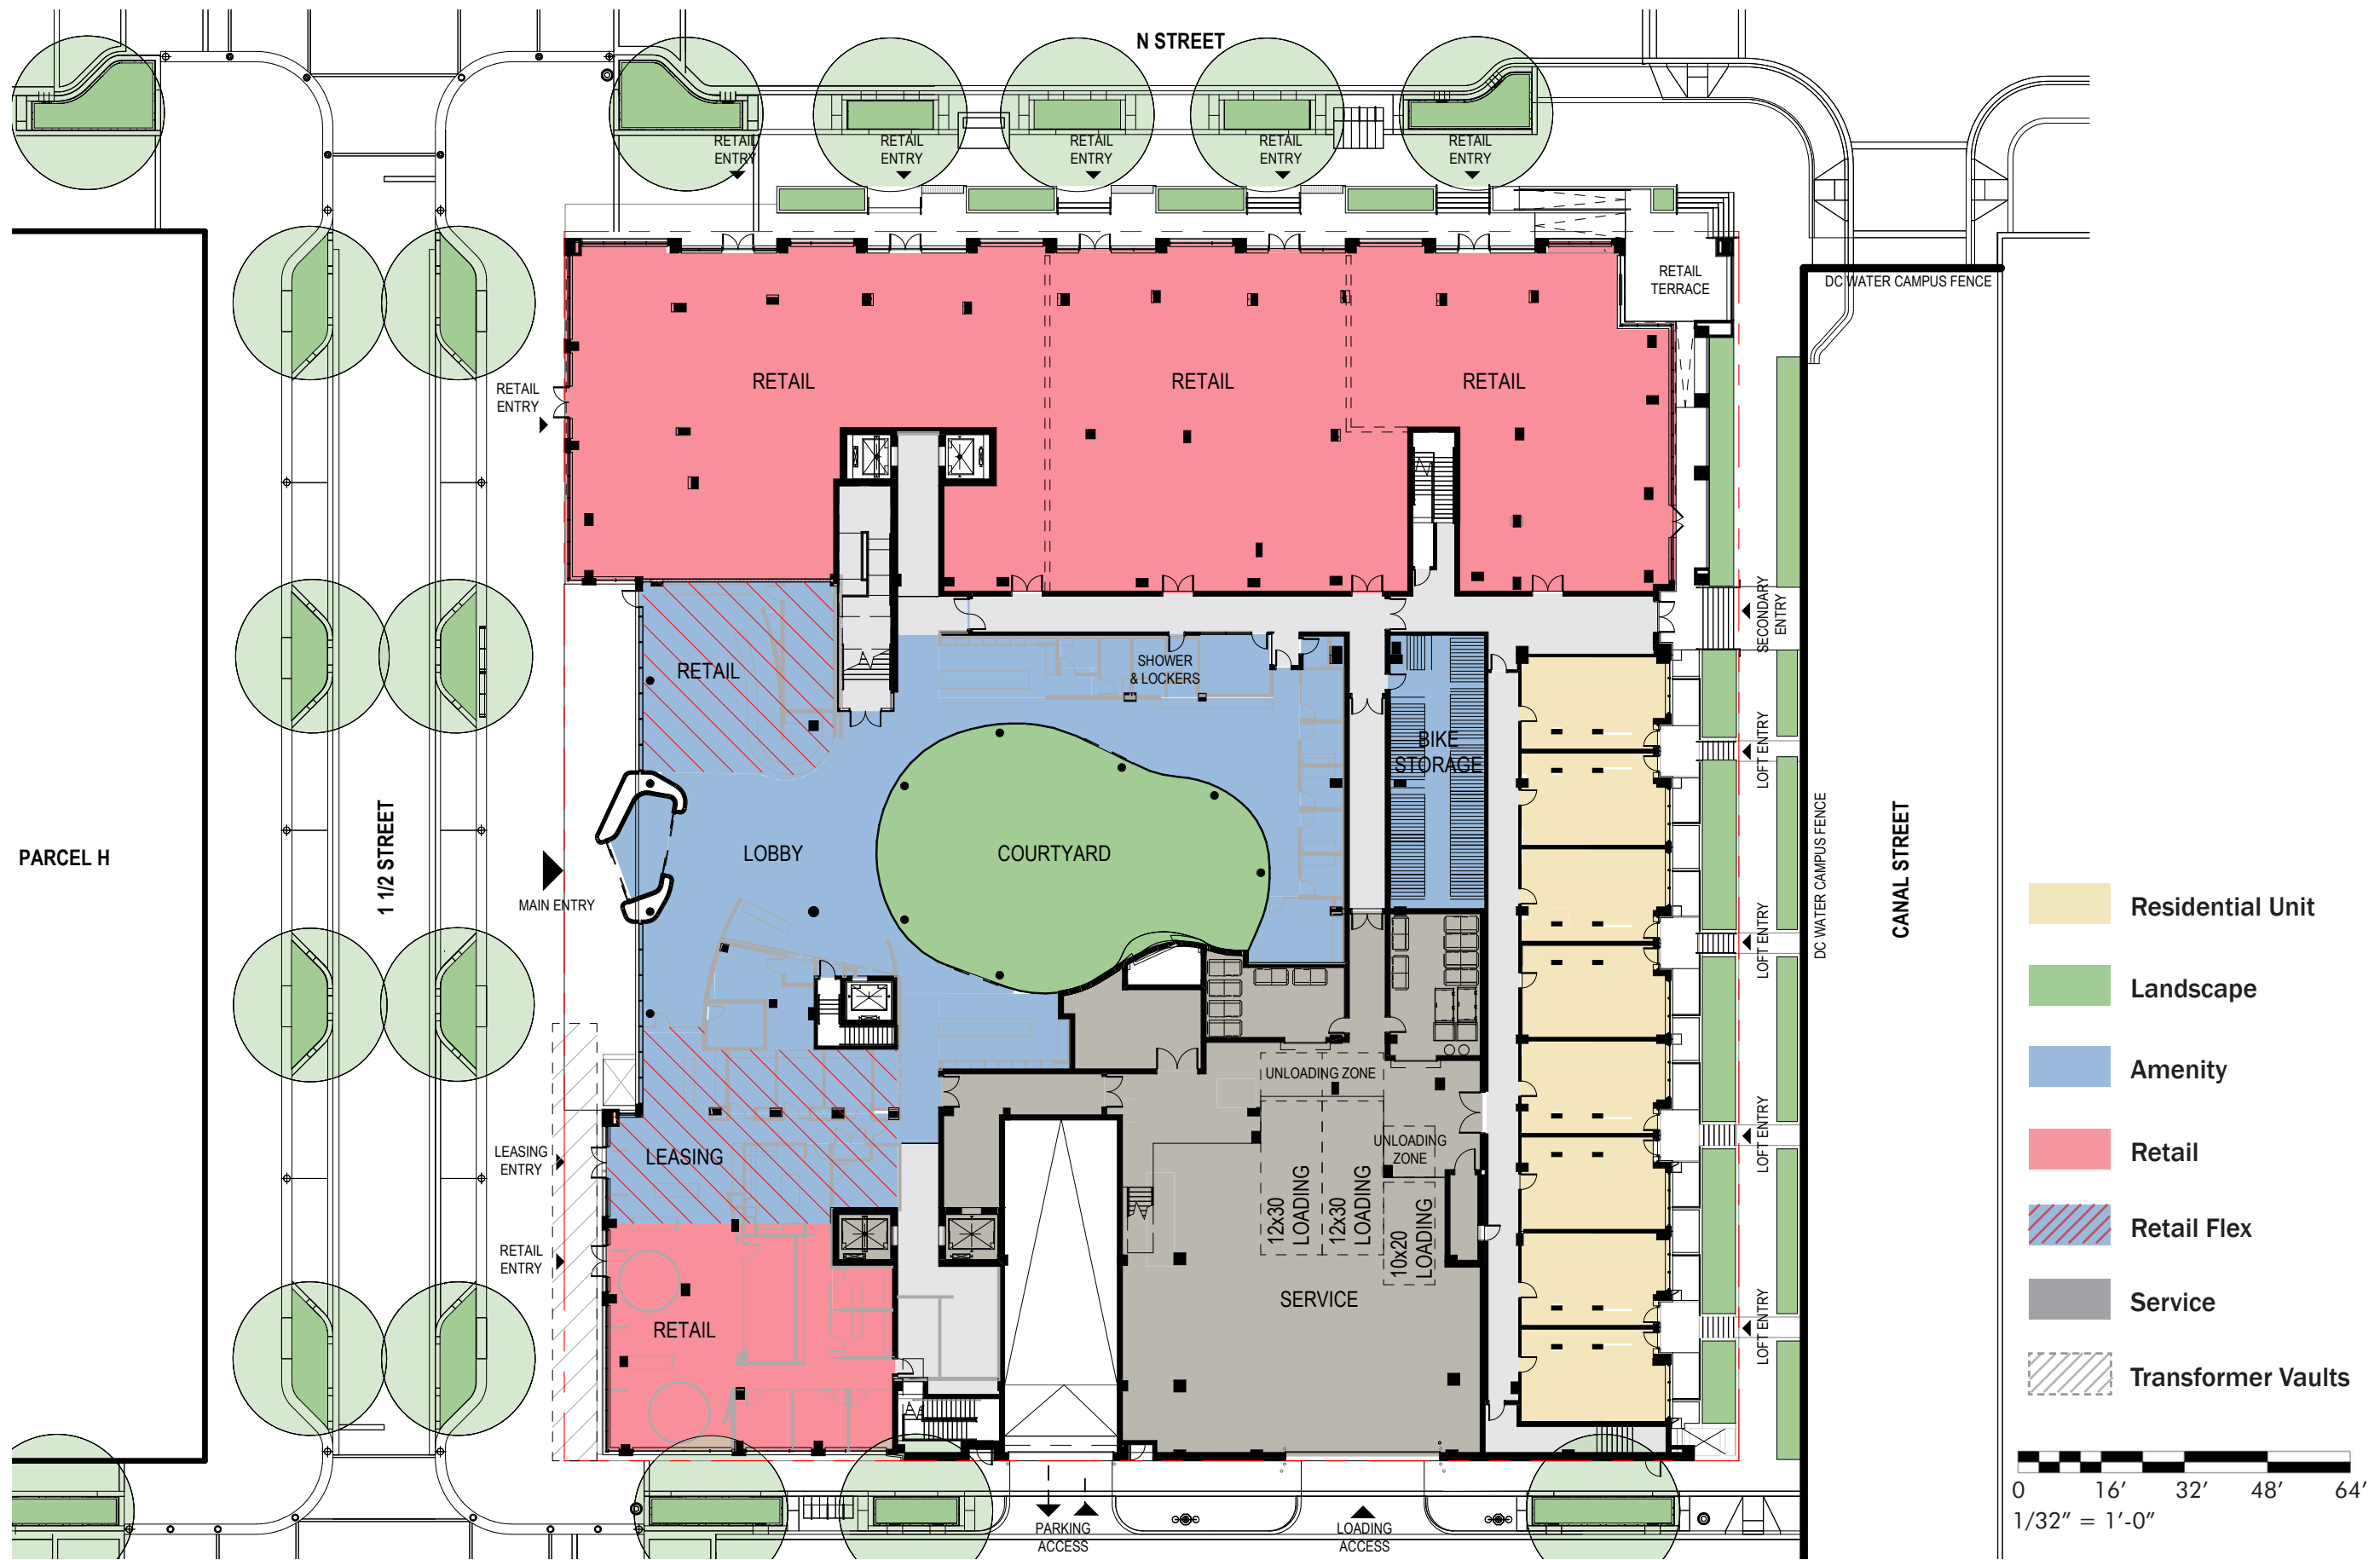 N STREET
RETAIL
ENTRY
RETAIL
ENTRY
RETAIL
ENTRY
RETAIL
ENTRY
RETAIL
ENTRY
RETAIL
TERRACE
DC WATER CAMPUS FENCE
RETAIL
ENTRY
RETAIL
RETAIL
RETAIL
SECONDARY
ENTRY
RETAIL
SHOWER
& LOCKERS
BIKE
STORAGE
LOFT ENTRY
PARCEL H
1 1/2 STREET
MAIN ENTRY
LOBBY
COURTYARD
DC WATER CAMPUS FENCE
CANAL STREET
LOFT ENTRY
UNLOADING ZONE
LEASING
ENTRY
LEASING
UNLOADING
ZONE
LOFT ENTRY
12x30
LOADING
12x30
LOADING
10x20
LOADING
RETAIL
ENTRY
RETAIL
SERVICE
LOFT ENTRY
PARKING
ACCESS
LOADING
ACCESS
Residential Unit
Landscape
Amenity
Retail
Retail Flex
Service
Transformer Vaults
0 16' 32' 48' 64'
1/32" = 1'-0"